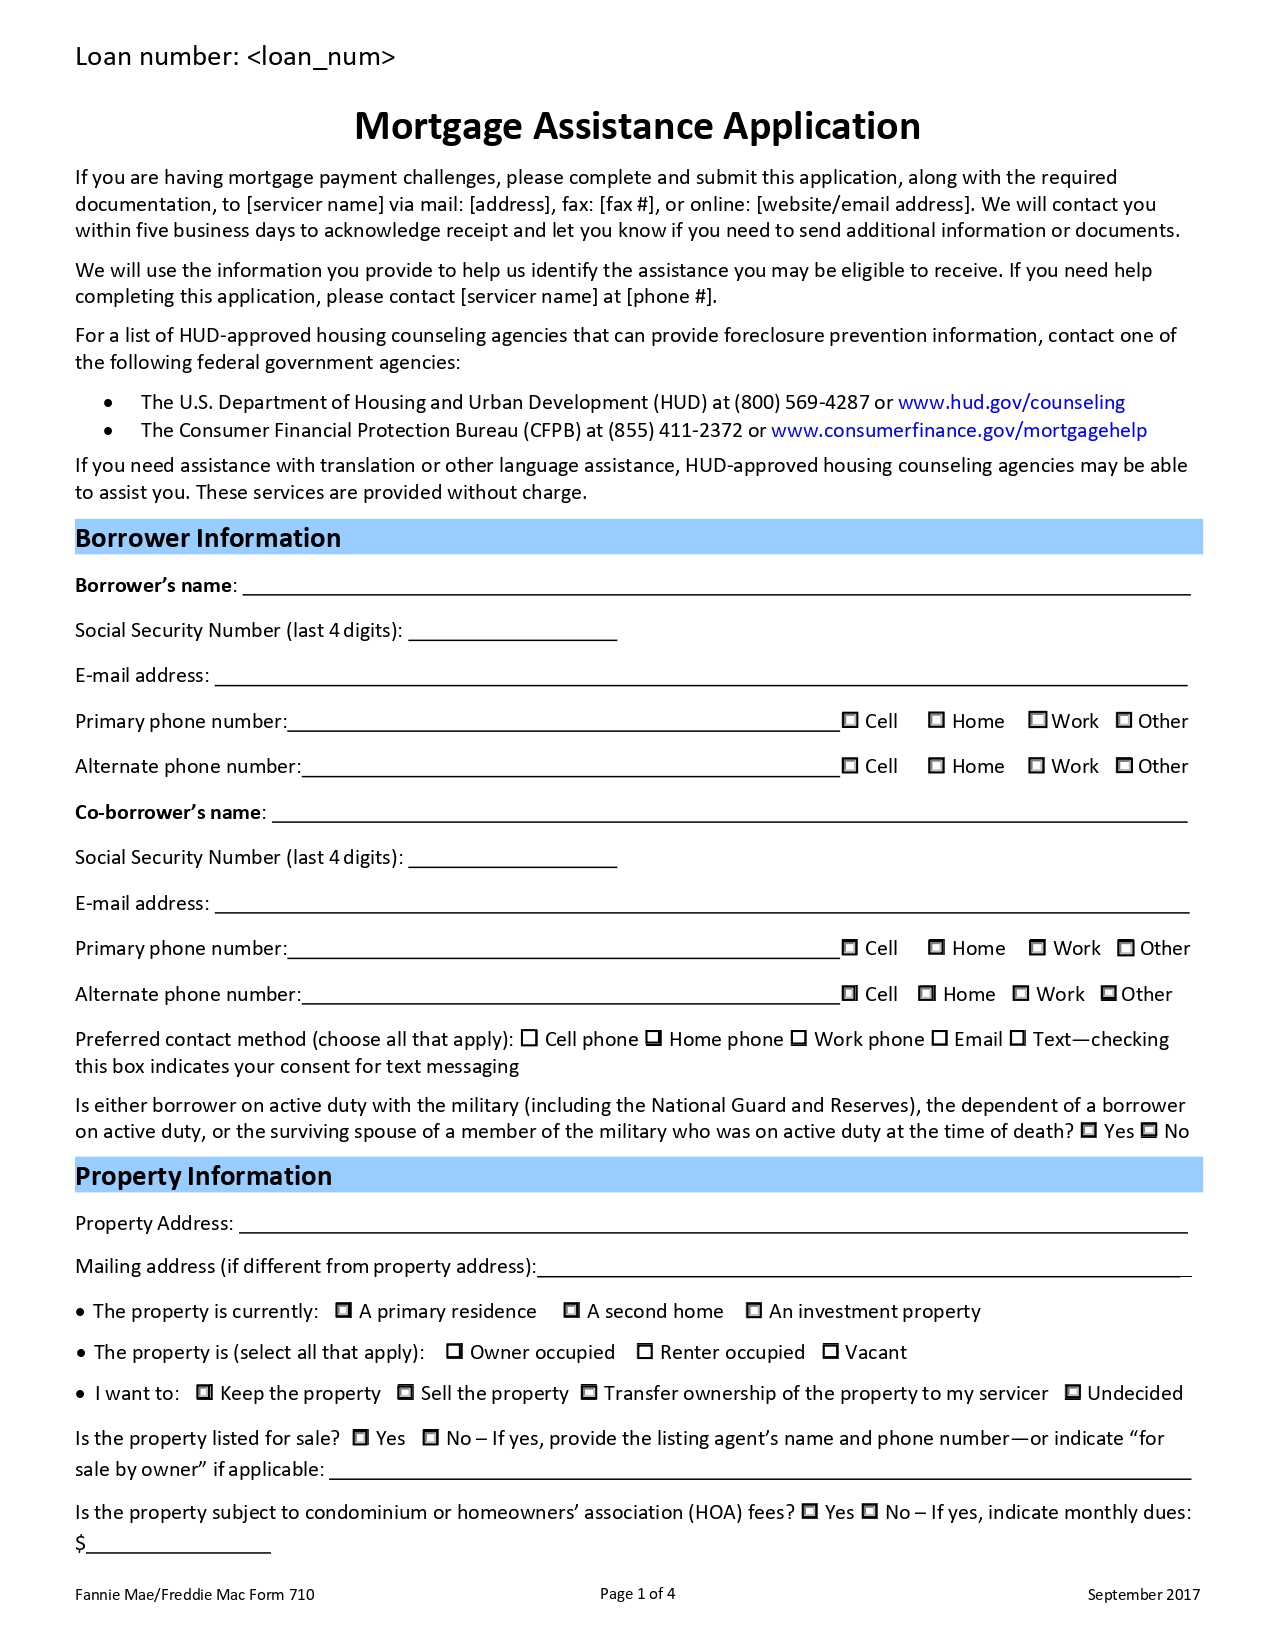 Loan number: <loan_num>
Mortgage Assistance Application
If you are having mortgage payment challenges, please complete and submit this application, along with the required
documentation, to [servicer name] via mail: [address], fax: [fax #], or online: [website/email address]. We will contact you
within five business days to acknowledge receipt and let you know if you need to send additional information or documents.
We will use the information you provide to help us identify the assistance you may be eligible to receive. If you need help
completing this application, please contact [servicer name] at [phone #].
For a list of HUD-approved housing counseling agencies that can provide foreclosure prevention information, contact one of
the following federal government agencies:
• The U.S. Department of Housing and Urban Development (HUD) at (800) 569-4287 or www.hud.gov/counseling
• The Consumer Financial Protection Bureau (CFPB) at (855) 411-2372 or www.consumerfinance.gov/mortgagehelp
If you need assistance with translation or other language assistance, HUD-approved housing counseling agencies may be able
to assist you. These services are provided without charge.
Borrower Information
Borrower’s name:
Social Security Number (last 4 digits):
E-mail address:
Primary phone number: ☐ Cell ☐ Home ☐ Work ☐ Other
Alternate phone number: ☐ Cell ☐ Home ☐ Work ☐ Other
Co-borrower’s name:
Social Security Number (last 4 digits):
E-mail address:
Primary phone number: ☐ Cell ☐ Home ☐ Work ☐ Other
Alternate phone number: ☐ Cell ☐ Home ☐ Work ☐ Other
Preferred contact method (choose all that apply): ☐ Cell phone ☐ Home phone ☐ Work phone ☐ Email ☐ Text—checking
this box indicates your consent for text messaging
Is either borrower on active duty with the military (including the National Guard and Reserves), the dependent of a borrower
on active duty, or the surviving spouse of a member of the military who was on active duty at the time of death? ☐ Yes ☐ No
Property Information
Property Address:
Mailing address (if different from property address):
• The property is currently: ☐ A primary residence ☐ A second home ☐ An investment property
• The property is (select all that apply): ☐ Owner occupied ☐ Renter occupied ☐ Vacant
• I want to: ☐ Keep the property ☐ Sell the property ☐ Transfer ownership of the property to my servicer ☐ Undecided
Is the property listed for sale? ☐ Yes ☐ No – If yes, provide the listing agent’s name and phone number—or indicate “for
sale by owner” if applicable:
Is the property subject to condominium or homeowners’ association (HOA) fees? ☐ Yes ☐ No – If yes, indicate monthly dues:
$
Fannie Mae/Freddie Mac Form 710 Page 1 of 4 September 2017